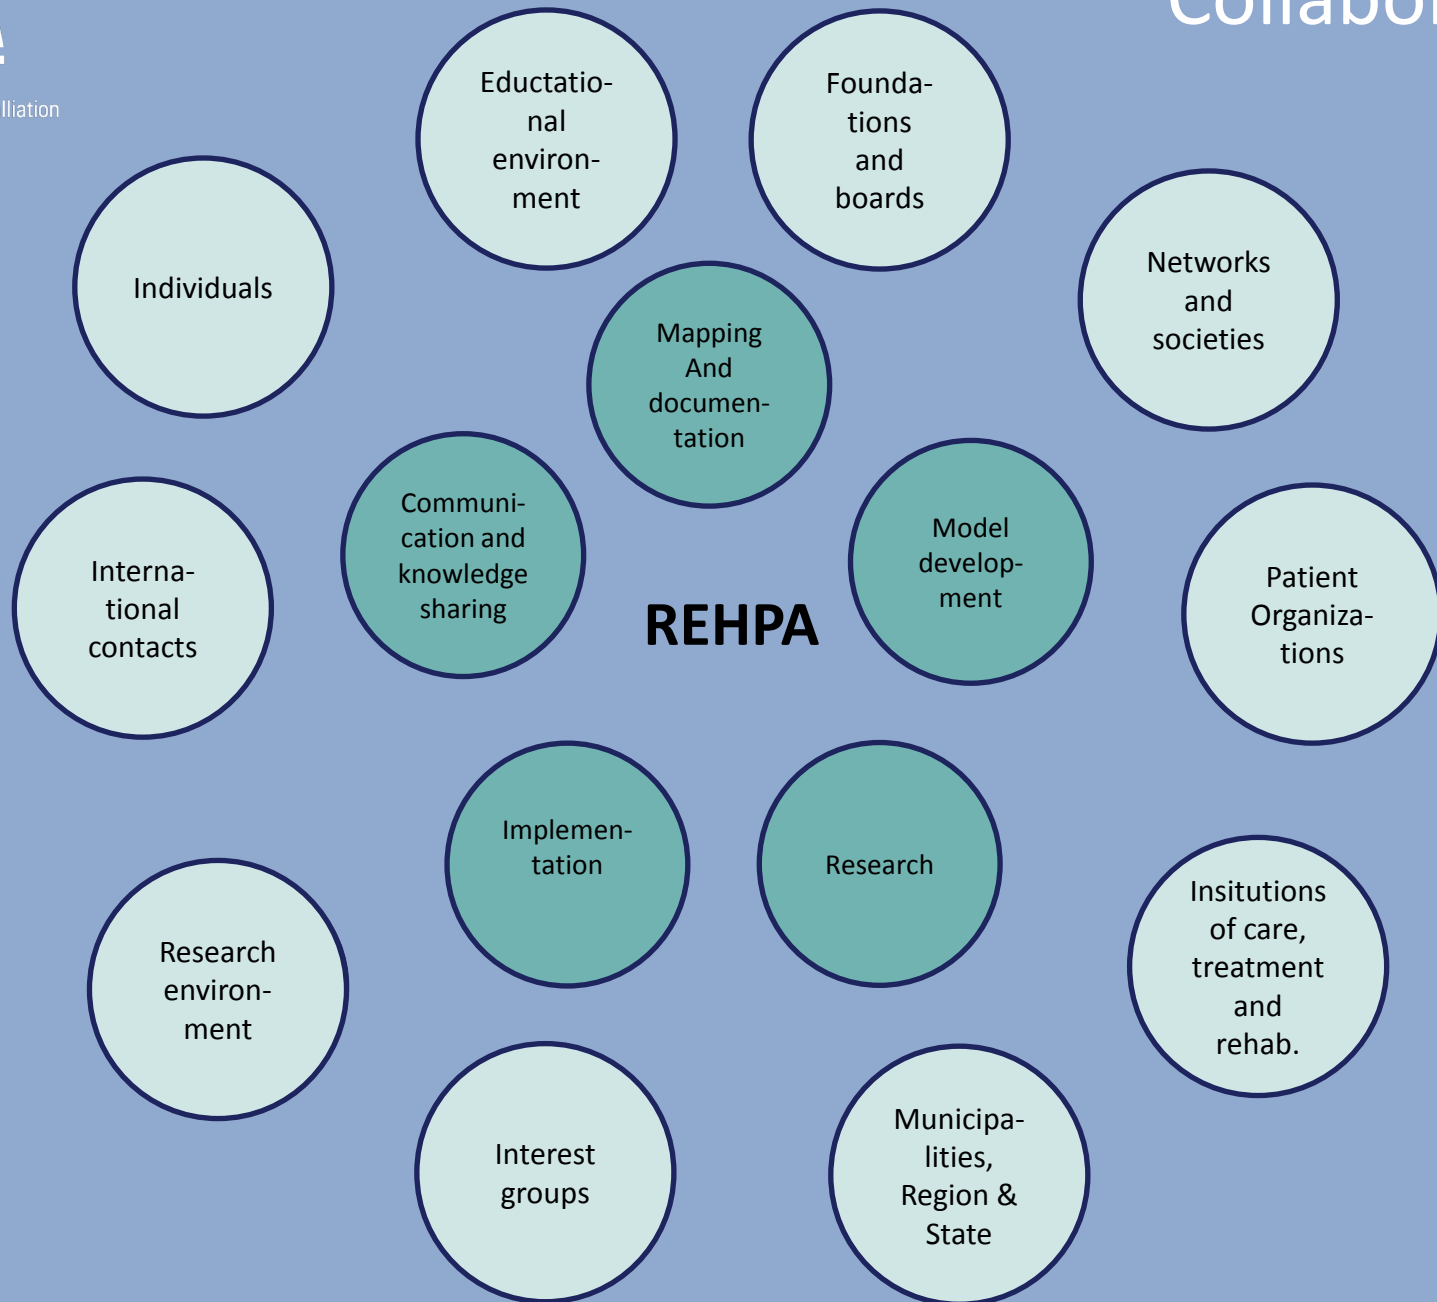 Eductatio-
nal
environ-
ment
Founda-
tions
and
boards
Individuals
Networks
and
societies
Mapping
And
documen-
tation
Communi-
cation and
knowledge
sharing
Model
develop-
ment
Interna-
tional
contacts
REHPA
Patient
Organiza-
tions
Implemen-
tation
Research
Research
environ-
ment
Insitutions
of care,
treatment
and
rehab.
Interest
groups
Municipa-
lities,
Region &
State